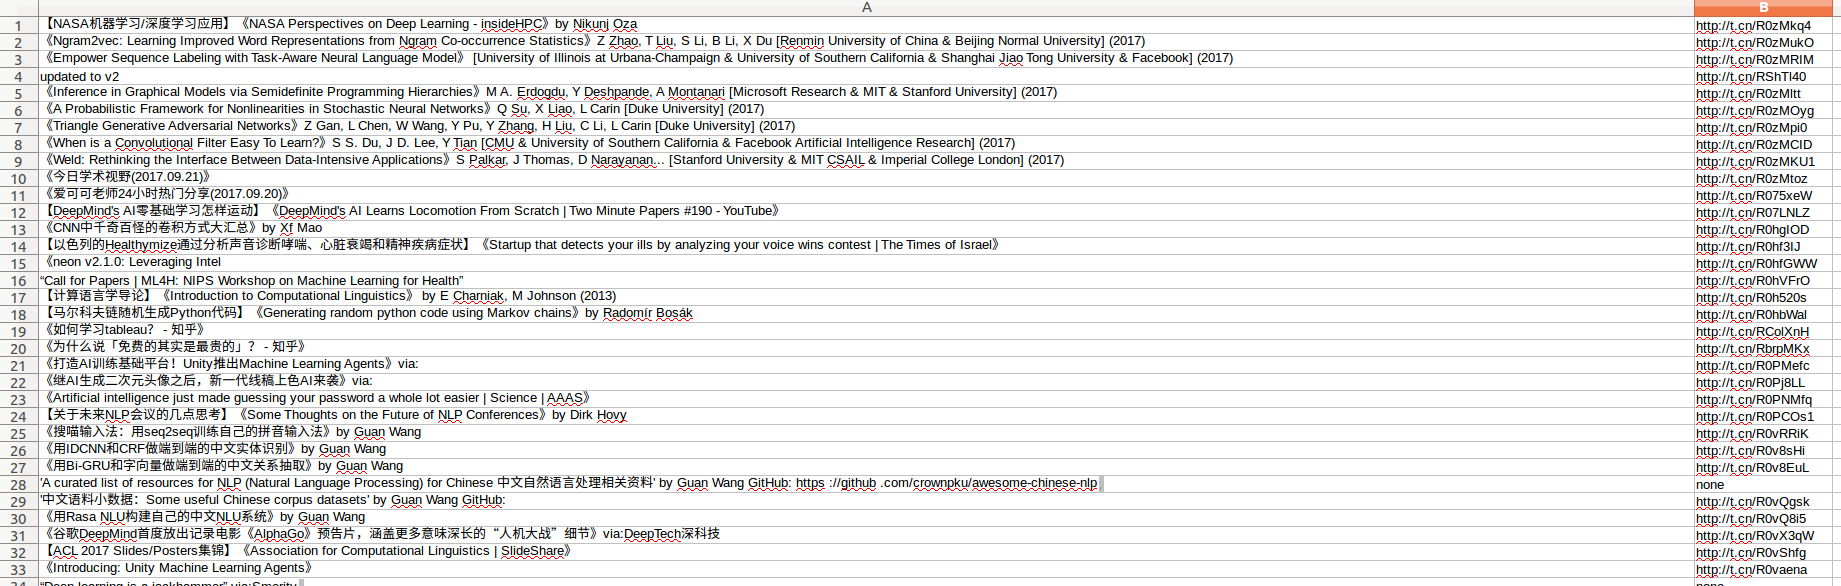 A B
1 【NASA机器学习/深度学习应用】《NASA Perspectives on Deep Learning - insideHPC》by Nikunj Oza http://t.cn/R0zMkq4
2 《Ngram2vec: Learning Improved Word Representations from Ngram Co-occurrence Statistics》Z Zhao, T Liu, S Li, B Li, X Du [Renmin University of China & Beijing Normal University] (2017) http://t.cn/R0zMukO
3 《Empower Sequence Labeling with Task-Aware Neural Language Model》 [University of Illinois at Urbana-Champaign & University of Southern California & Shanghai Jiao Tong University & Facebook] (2017) http://t.cn/R0zMRIM
4 updated to v2 http://t.cn/RShTl40
5 《Inference in Graphical Models via Semidefinite Programming Hierarchies》M A. Erdogdu, Y Deshpande, A Montanari [Microsoft Research & MIT & Stanford University] (2017) http://t.cn/R0zMltt
6 《A Probabilistic Framework for Nonlinearities in Stochastic Neural Networks》Q Su, X Liao, L Carin [Duke University] (2017) http://t.cn/R0zMOyg
7 《Triangle Generative Adversarial Networks》Z Gan, L Chen, W Wang, Y Pu, Y Zhang, H Liu, C Li, L Carin [Duke University] (2017) http://t.cn/R0zMpi0
8 《When is a Convolutional Filter Easy To Learn?》S S. Du, J D. Lee, Y Tian [CMU & University of Southern California & Facebook Artificial Intelligence Research] (2017) http://t.cn/R0zMCID
9 《Weld: Rethinking the Interface Between Data-Intensive Applications》S Palkar, J Thomas, D Narayanan... [Stanford University & MIT CSAIL & Imperial College London] (2017) http://t.cn/R0zMKU1
10 《今日学术视野(2017.09.21)》 http://t.cn/R0zMtoz
11 《爱可可老师24小时热门分享(2017.09.20)》 http://t.cn/R075xeW
12 【DeepMind's AI零基础学习怎样运动】《DeepMind's AI Learns Locomotion From Scratch | Two Minute Papers #190 - YouTube》 http://t.cn/R07LNLZ
13 《CNN中千奇百怪的卷积方式大汇总》by Xf Mao http://t.cn/R0hgIOD
14 【以色列的Healthymize通过分析声音诊断哮喘、心脏衰竭和精神疾病症状】《Startup that detects your ills by analyzing your voice wins contest | The Times of Israel》 http://t.cn/R0hf3IJ
15 《neon v2.1.0: Leveraging Intel http://t.cn/R0hfGWW
16 “Call for Papers | ML4H: NIPS Workshop on Machine Learning for Health” http://t.cn/R0hVFrO
17 【计算语言学导论】《Introduction to Computational Linguistics》 by E Charniak, M Johnson (2013) http://t.cn/R0h520s
18 【马尔科夫链随机生成Python代码】《Generating random python code using Markov chains》by Radomír Bosák http://t.cn/R0hbWal
19 《如何学习tableau？ - 知乎》 http://t.cn/RColXnH
20 《为什么说「免费的其实是最贵的」？ - 知乎》 http://t.cn/RbrpMKx
21 《打造AI训练基础平台！Unity推出Machine Learning Agents》via: http://t.cn/R0PMefc
22 《继AI生成二次元头像之后，新一代线稿上色AI来袭》via: http://t.cn/R0Pj8LL
23 《Artificial intelligence just made guessing your password a whole lot easier | Science | AAAS》 http://t.cn/R0PNMfq
24 【关于未来NLP会议的几点思考】《Some Thoughts on the Future of NLP Conferences》by Dirk Hovy http://t.cn/R0PCOs1
25 《搜喵输入法：用seq2seq训练自己的拼音输入法》by Guan Wang http://t.cn/R0vRRiK
26 《用IDCNN和CRF做端到端的中文实体识别》by Guan Wang http://t.cn/R0v8sHi
27 《用Bi-GRU和字向量做端到端的中文关系抽取》by Guan Wang http://t.cn/R0v8EuL
28 'A curated list of resources for NLP (Natural Language Processing) for Chinese 中文自然语言处理相关资料' by Guan Wang GitHub: https ://github .com/crownpku/awesome-chinese-nlp none
29 '中文语料小数据：Some useful Chinese corpus datasets' by Guan Wang GitHub: http://t.cn/R0vQgsk
30 《用Rasa NLU构建自己的中文NLU系统》by Guan Wang http://t.cn/R0vQ8i5
31 《谷歌DeepMind首度放出记录电影《AlphaGo》预告片，涵盖更多意味深长的“人机大战”细节》via:DeepTech深科技 http://t.cn/R0vX3qW
32 【ACL 2017 Slides/Posters集锦】《Association for Computational Linguistics | SlideShare》 http://t.cn/R0vShfg
33 《Introducing: Unity Machine Learning Agents》 http://t.cn/R0vaena
34 “Deep learning is a jackhammer” via:Smerity none